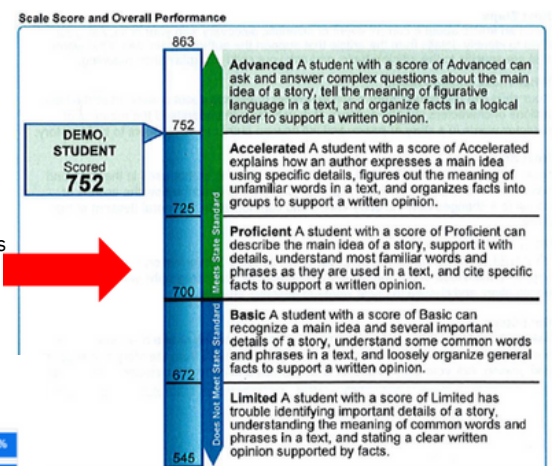 Scale Score and Overall Performance
863
Advanced A student with a score of Advanced can
ask and answer complex questions about the main
idea of a story, tell the meaning of figurative
language in a text, and organize facts in a logical
order to support a written opinion.
752
DEMO,
STUDENT
Scored
752
Accelerated A student with a score of Accelerated
explains how an author expresses a main idea
using specific details, figures out the meaning of
unfamiliar words in a text, and organizes facts into
groups to support a written opinion.
725
Proficient A student with a score of Proficient can
describe the main idea of a story, support it with
details, understand most familiar words and
phrases as they are used in a text, and cite specific
facts to support a written opinion.
Meets State Standard
s
700
Basic A student with a score of Basic can
recognize a main idea and several important
details of a story, understand some common words
and phrases in a text, and loosely organize general
facts to support a written opinion.
Does Not Meet State Standard
672
Limited A student with a score of Limited has
trouble identifying important details of a story,
understanding the meaning of common words and
phrases in a text, and stating a clear written
opinion supported by facts.
%
545